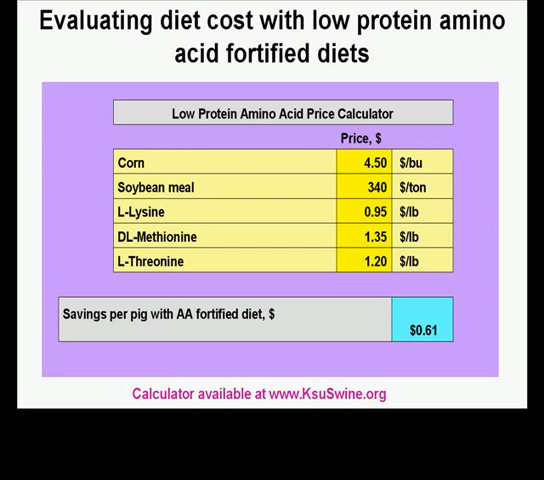 Evaluating diet cost with low protein amino
acid fortified diets
Low Protein Amino Acid Price Calculator
Price, $
Corn 4.50 $/bu
Soybean meal 340 $/ton
L-Lysine 0.95 $/lb
DL-Methionine 1.35 $/lb
L-Threonine 1.20 $/lb
Savings per pig with AA fortified diet, $
$0.61
Calculator available at www.KsuSwine.org